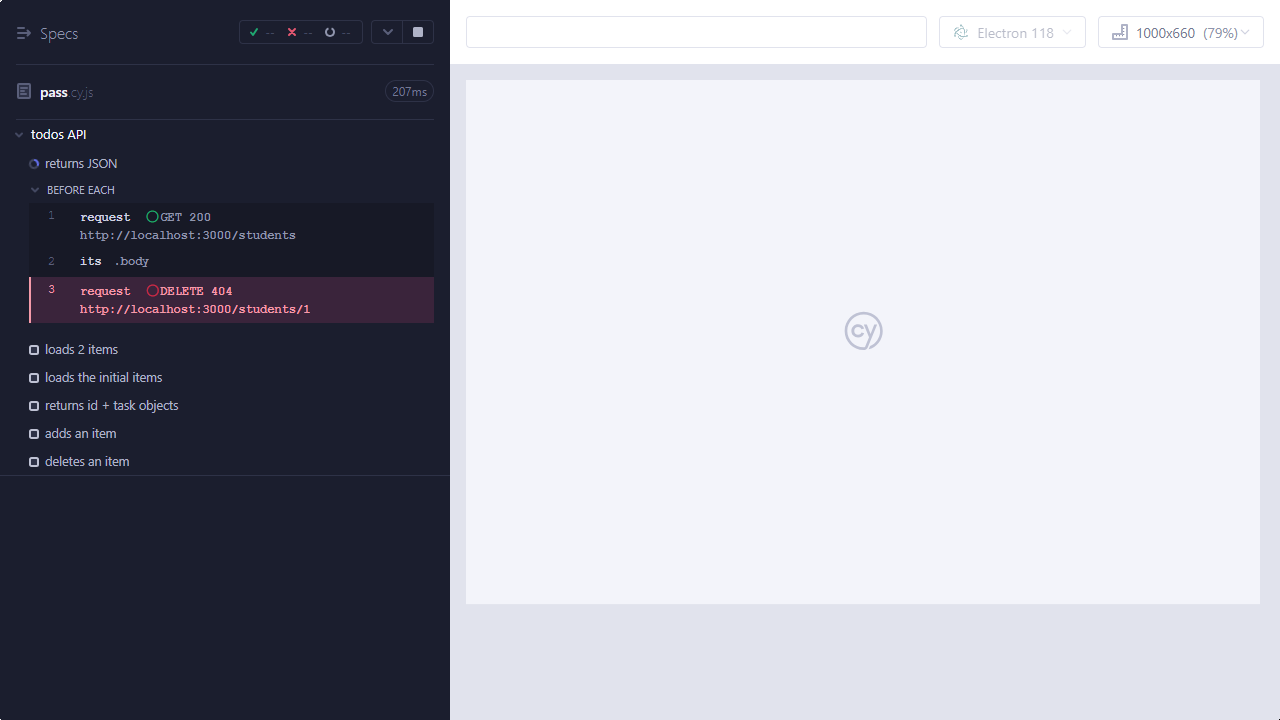 Specs
--
--
--
pass cy.js
207ms
todos API
returns JSON
BEFORE EACH
1 request GET 200
http://localhost:3000/students
2 its .body
3 request DELETE 404
http://localhost:3000/students/1
loads 2 items
loads the initial items
returns id + task objects
adds an item
deletes an item
Electron 118
1000x660 (79%)
cy